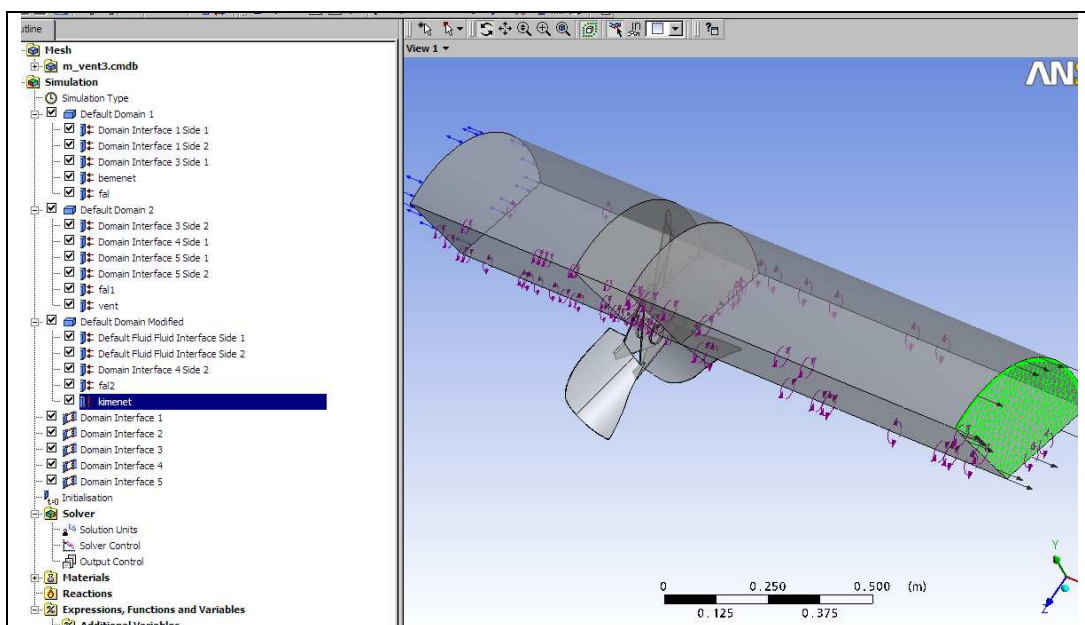 utline
Mesh
m_vent3.cmdb
Simulation
Simulation Type
Default Domain 1
Domain Interface 1 Side 1
Domain Interface 1 Side 2
Domain Interface 3 Side 1
bemenet
fal
Default Domain 2
Domain Interface 3 Side 2
Domain Interface 4 Side 1
Domain Interface 5 Side 1
Domain Interface 5 Side 2
fal1
vent
Default Domain Modified
Default Fluid Fluid Interface Side 1
Default Fluid Fluid Interface Side 2
Domain Interface 4 Side 2
fal2
kimenet
Domain Interface 1
Domain Interface 2
Domain Interface 3
Domain Interface 4
Domain Interface 5
t=0 Initialisation
Solver
Solution Units
Solver Control
Output Control
Materials
Reactions
Expressions, Functions and Variables
Additional Variables
View 1
ANS
0 0.250 0.500 (m)
0.125 0.375
Y
Z